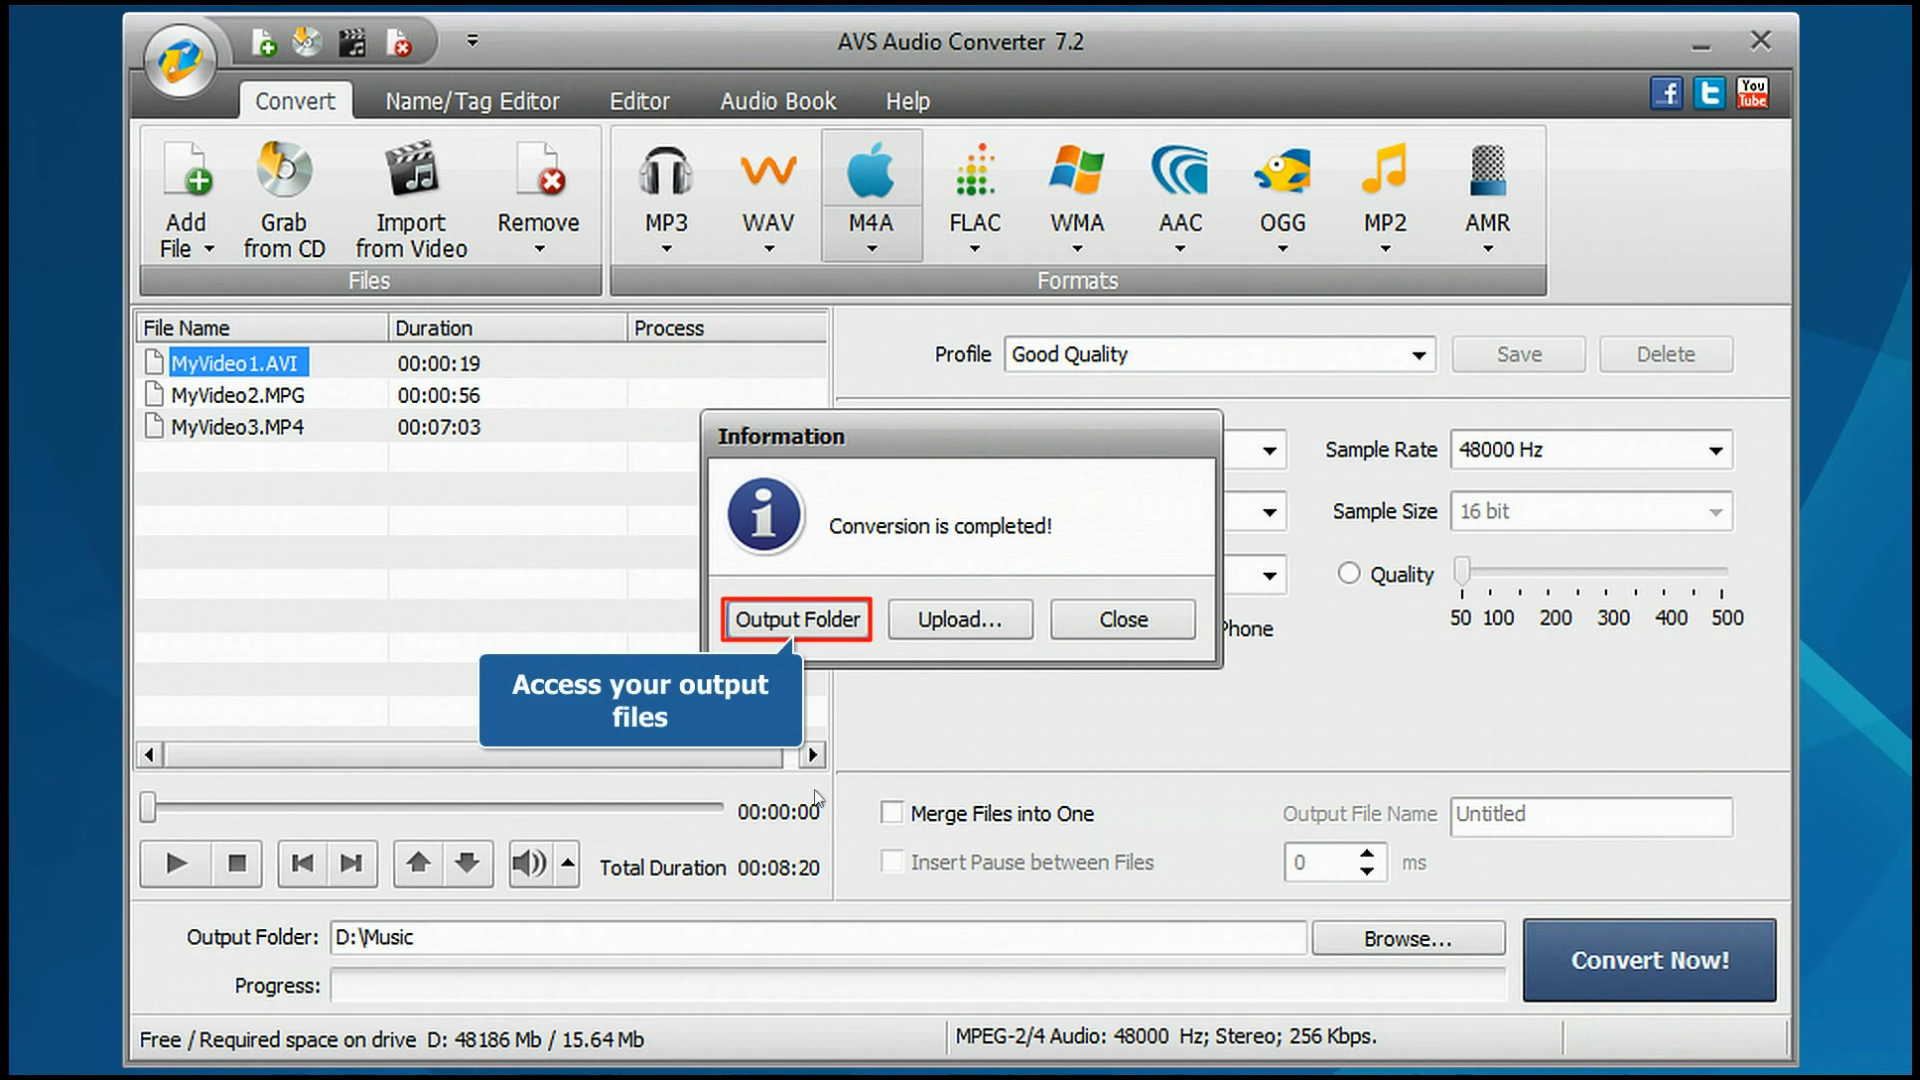 AVS Audio Converter 7.2
Convert
Name/Tag Editor
Editor
Audio Book
Help
f
t
You
Tube
Add
File
Grab
from CD
Import
from Video
Remove
Files
MP3
WAV
M4A
FLAC
WMA
AAC
OGG
MP2
AMR
Formats
File Name
Duration
Process
MyVideo1.AVI
00:00:19
MyVideo2.MPG
00:00:56
MyVideo3.MP4
00:07:03
Profile
Good Quality
Save
Delete
Sample Rate
48000 Hz
Sample Size
16 bit
Quality
50 100 200 300 400 500
Information
Conversion is completed!
Output Folder
Upload...
Close
Access your output
files
00:00:00
Total Duration 00:08:20
Merge Files into One
Output File Name
Untitled
Insert Pause between Files
0
ms
Output Folder:
D:\Music
Browse...
Convert Now!
Progress:
Free / Required space on drive D: 48186 Mb / 15.64 Mb
MPEG-2/4 Audio: 48000 Hz; Stereo; 256 Kbps.